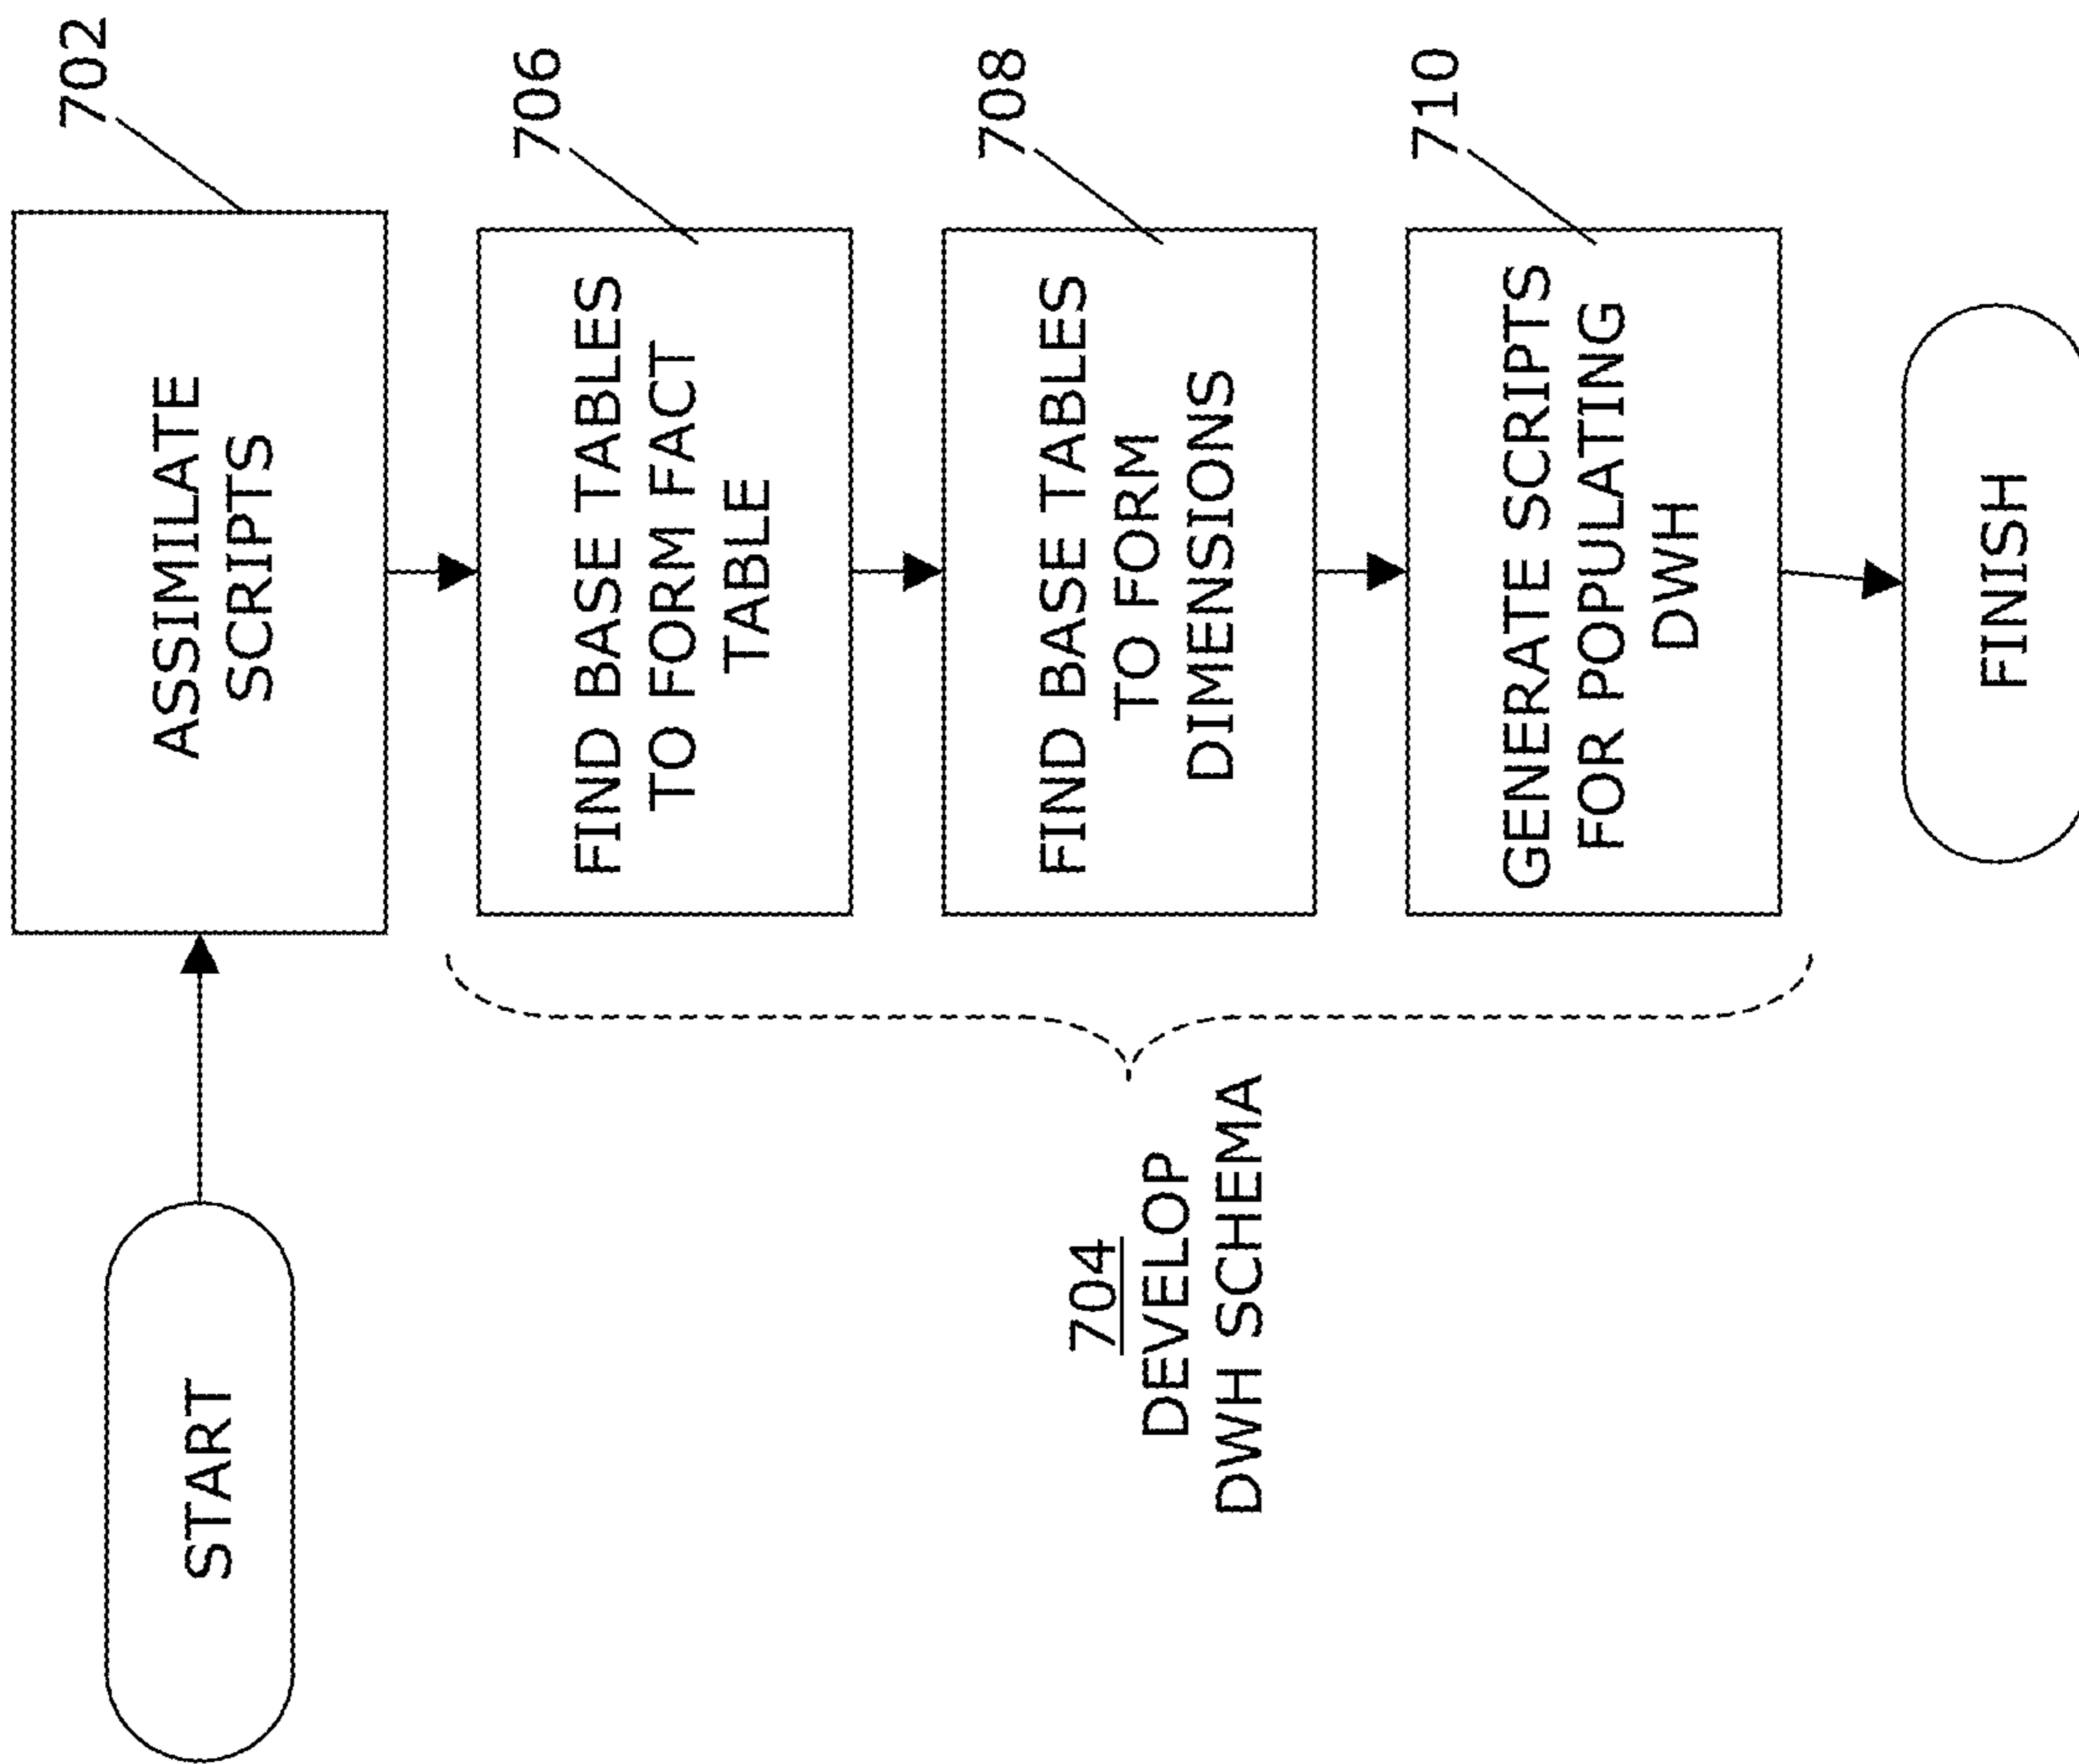 START
ASSIMILATE
SCRIPTS
702
704
DEVELOP
DWH SCHEMA
FIND BASE TABLES
TO FORM FACT
TABLE
706
FIND BASE TABLES
TO FORM
DIMENSIONS
708
GENERATE SCRIPTS
FOR POPULATING
DWH
710
FINISH